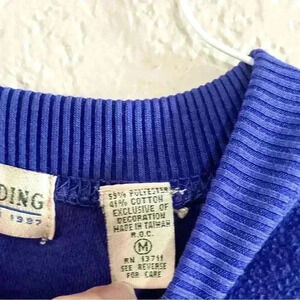 DING
1987
59% POLYESTER
41% COTTON
EXCLUSIVE OF
DECORATION
MADE IN TAIWAN
R.O.C.
M
RN 13711
SEE REVERSE
FOR CARE